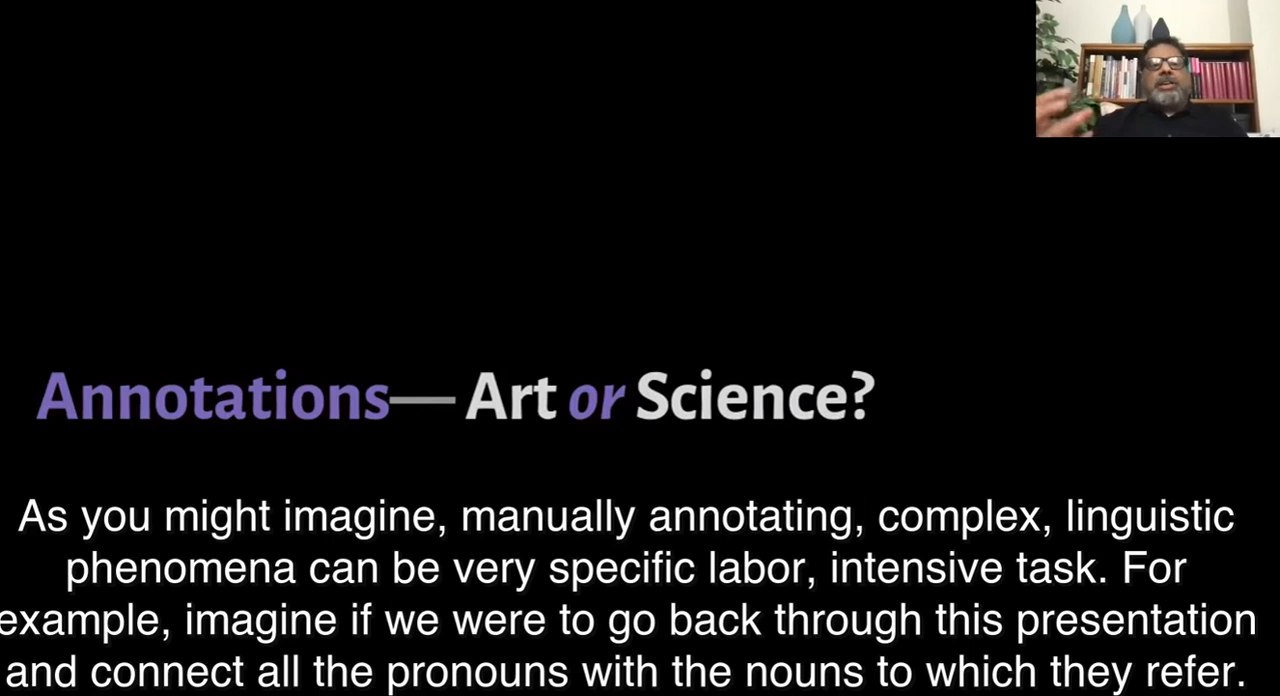 Annotations— Art or Science?
As you might imagine, manually annotating, complex, linguistic
phenomena can be very specific labor, intensive task. For
example, imagine if we were to go back through this presentation
and connect all the pronouns with the nouns to which they refer.